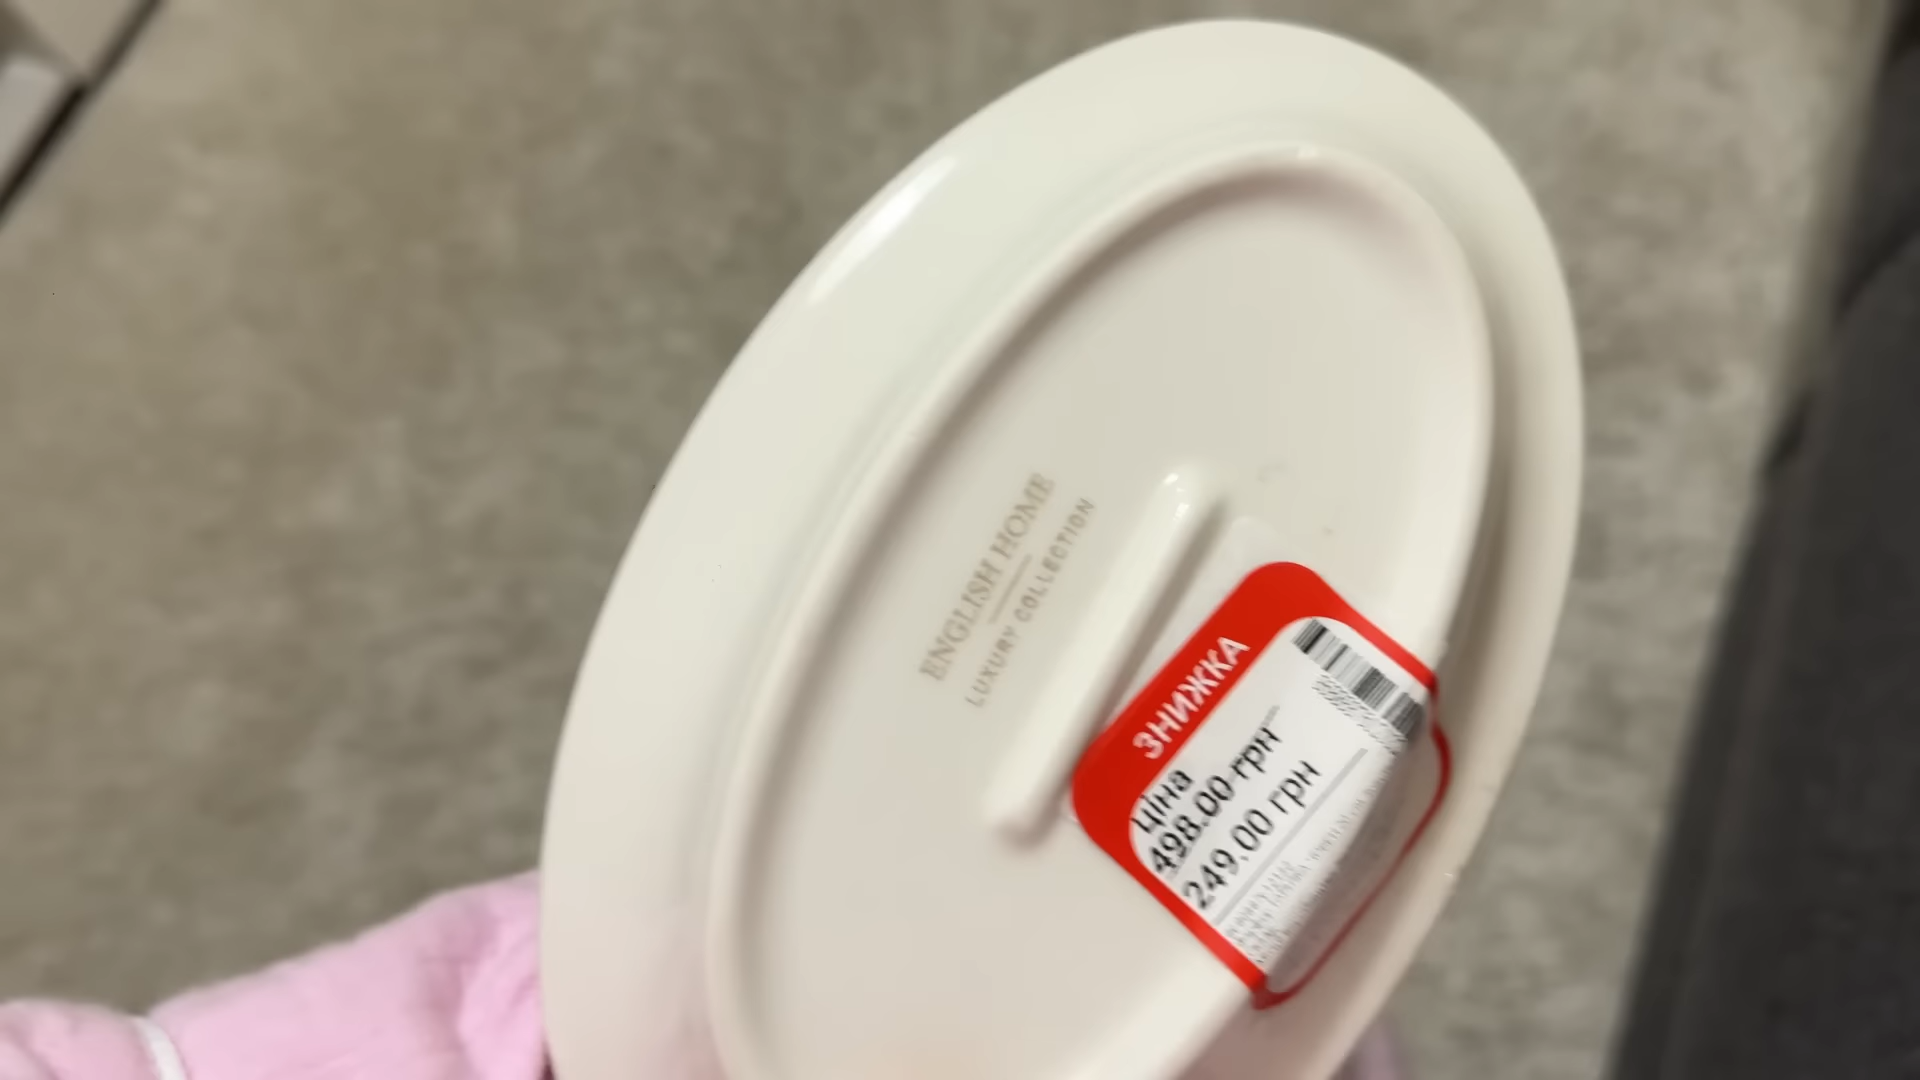 ENGLISH HOME
LUXURY COLLECTION
ЗНИЖКА
Ціна
498.00 грн
249.00 грн